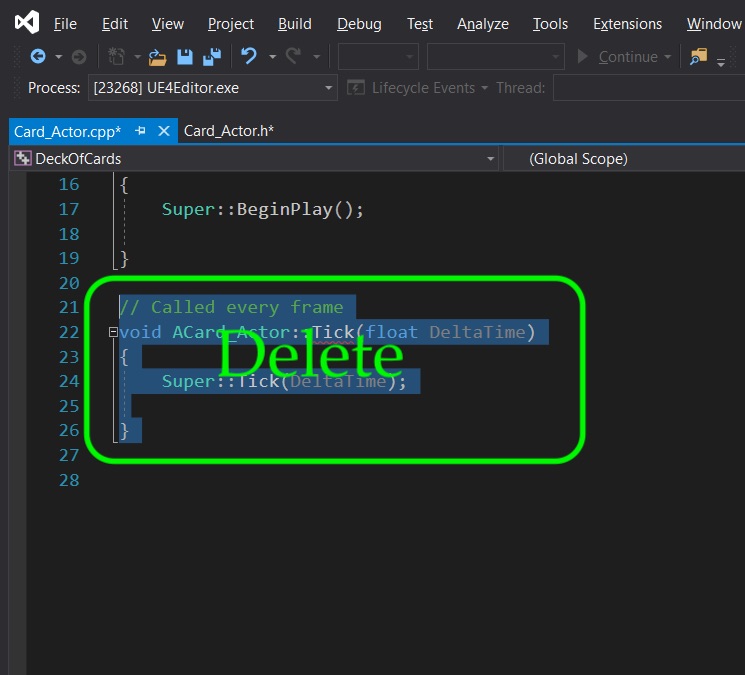 File Edit View Project Build Debug Test Analyze Tools Extensions Window
Continue
Process: [23268] UE4Editor.exe Lifecycle Events Thread:
Card_Actor.cpp* Card_Actor.h*
DeckOfCards (Global Scope)
16 {
17 Super::BeginPlay();
18
19 }
20
21 // Called every frame
22 void ACard_Actor::Tick(float DeltaTime)
23 {
Delete
24 Super::Tick(DeltaTime);
25
26 }
27
28